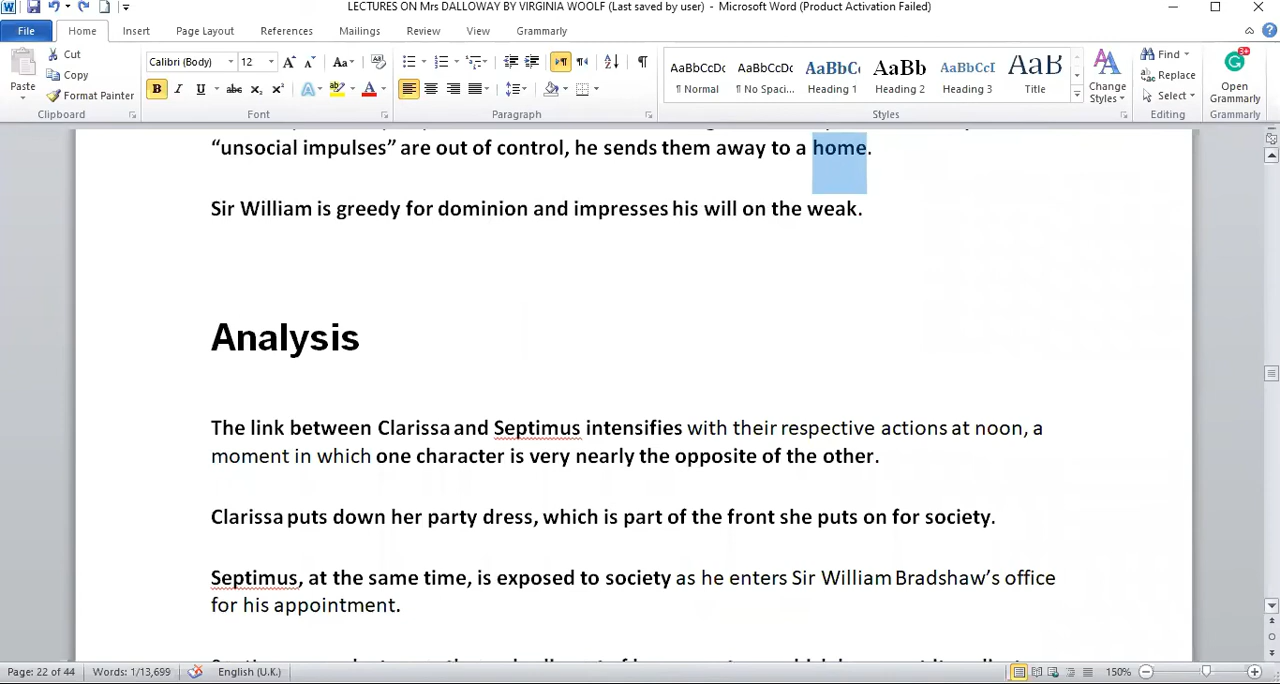 LECTURES ON Mrs DALLOWAY BY VIRGINIA WOOLF (Last saved by user) - Microsoft Word (Product Activation Failed)
File Home Insert Page Layout References Mailings Review View Grammarly
Paste
Cut
Copy
Format Painter
Clipboard
Calibri (Body) 12
Font
Paragraph
AaBbCcDc AaBbCcDc AaBbC AaBb AaBbCcI AaB
¶ Normal ¶ No Spaci... Heading 1 Heading 2 Heading 3 Title
Change Styles
Styles
Find
Replace
Select
Editing
Open Grammarly
Grammarly
“unsocial impulses” are out of control, he sends them away to a home.
Sir William is greedy for dominion and impresses his will on the weak.
Analysis
The link between Clarissa and Septimus intensifies with their respective actions at noon, a
moment in which one character is very nearly the opposite of the other.
Clarissa puts down her party dress, which is part of the front she puts on for society.
Septimus, at the same time, is exposed to society as he enters Sir William Bradshaw’s office
for his appointment.
Page: 22 of 44 Words: 1/13,699 English (U.K.) 150%